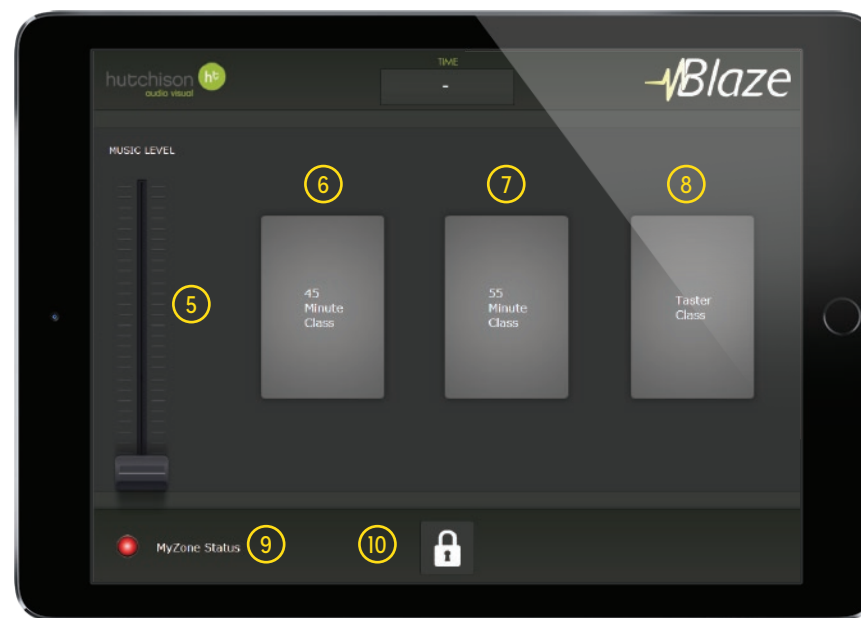 hutchison ht
audio visual
TIME
-
Blaze
MUSIC LEVEL
6
7
8
5
45
Minute
Class
55
Minute
Class
Taster
Class
MyZone Status
9
10